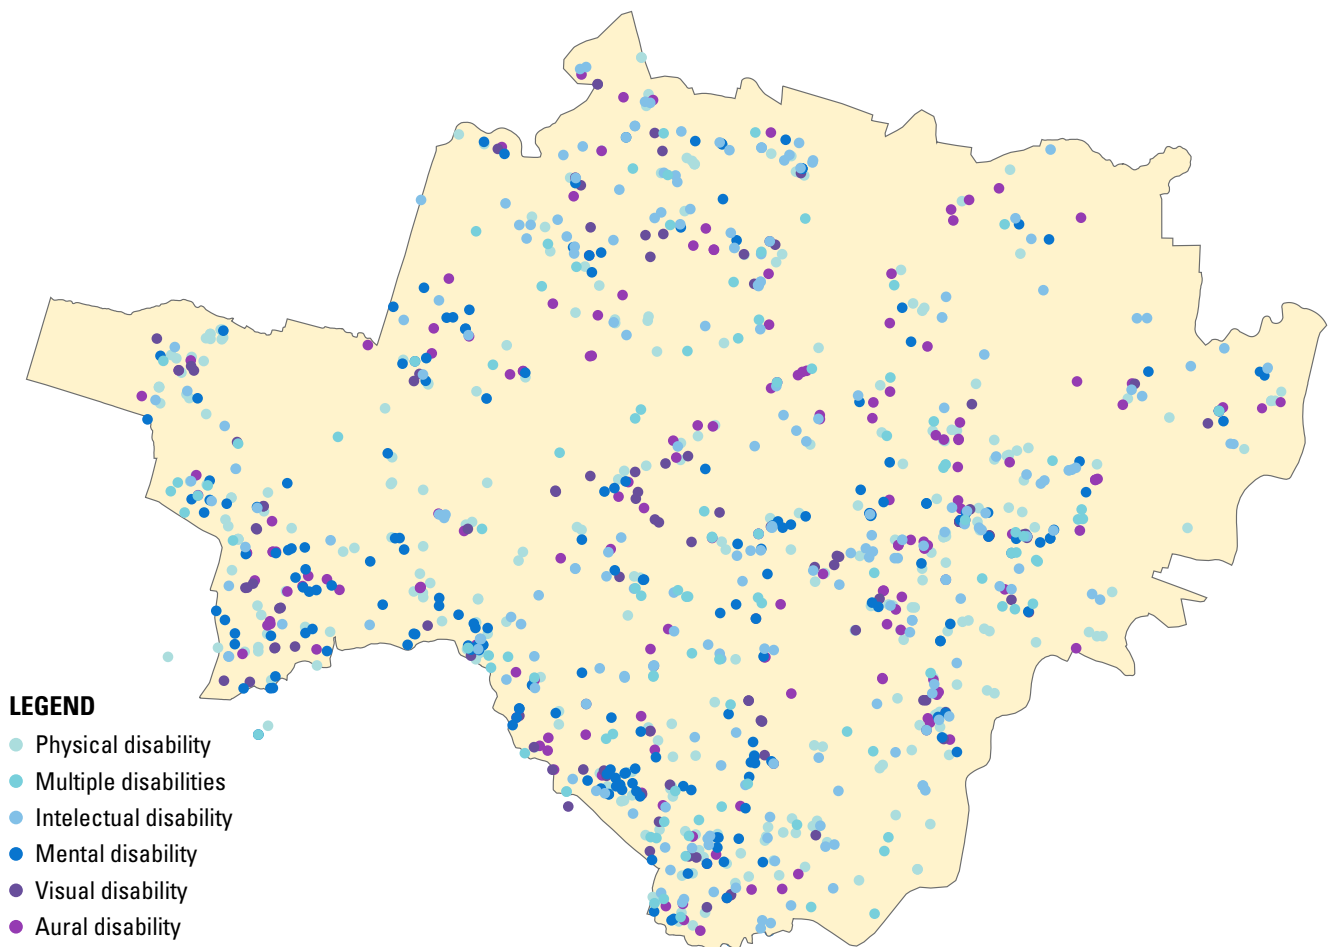 LEGEND
Physical disability
Multiple disabilities
Intelectual disability
Mental disability
Visual disability
Aural disability